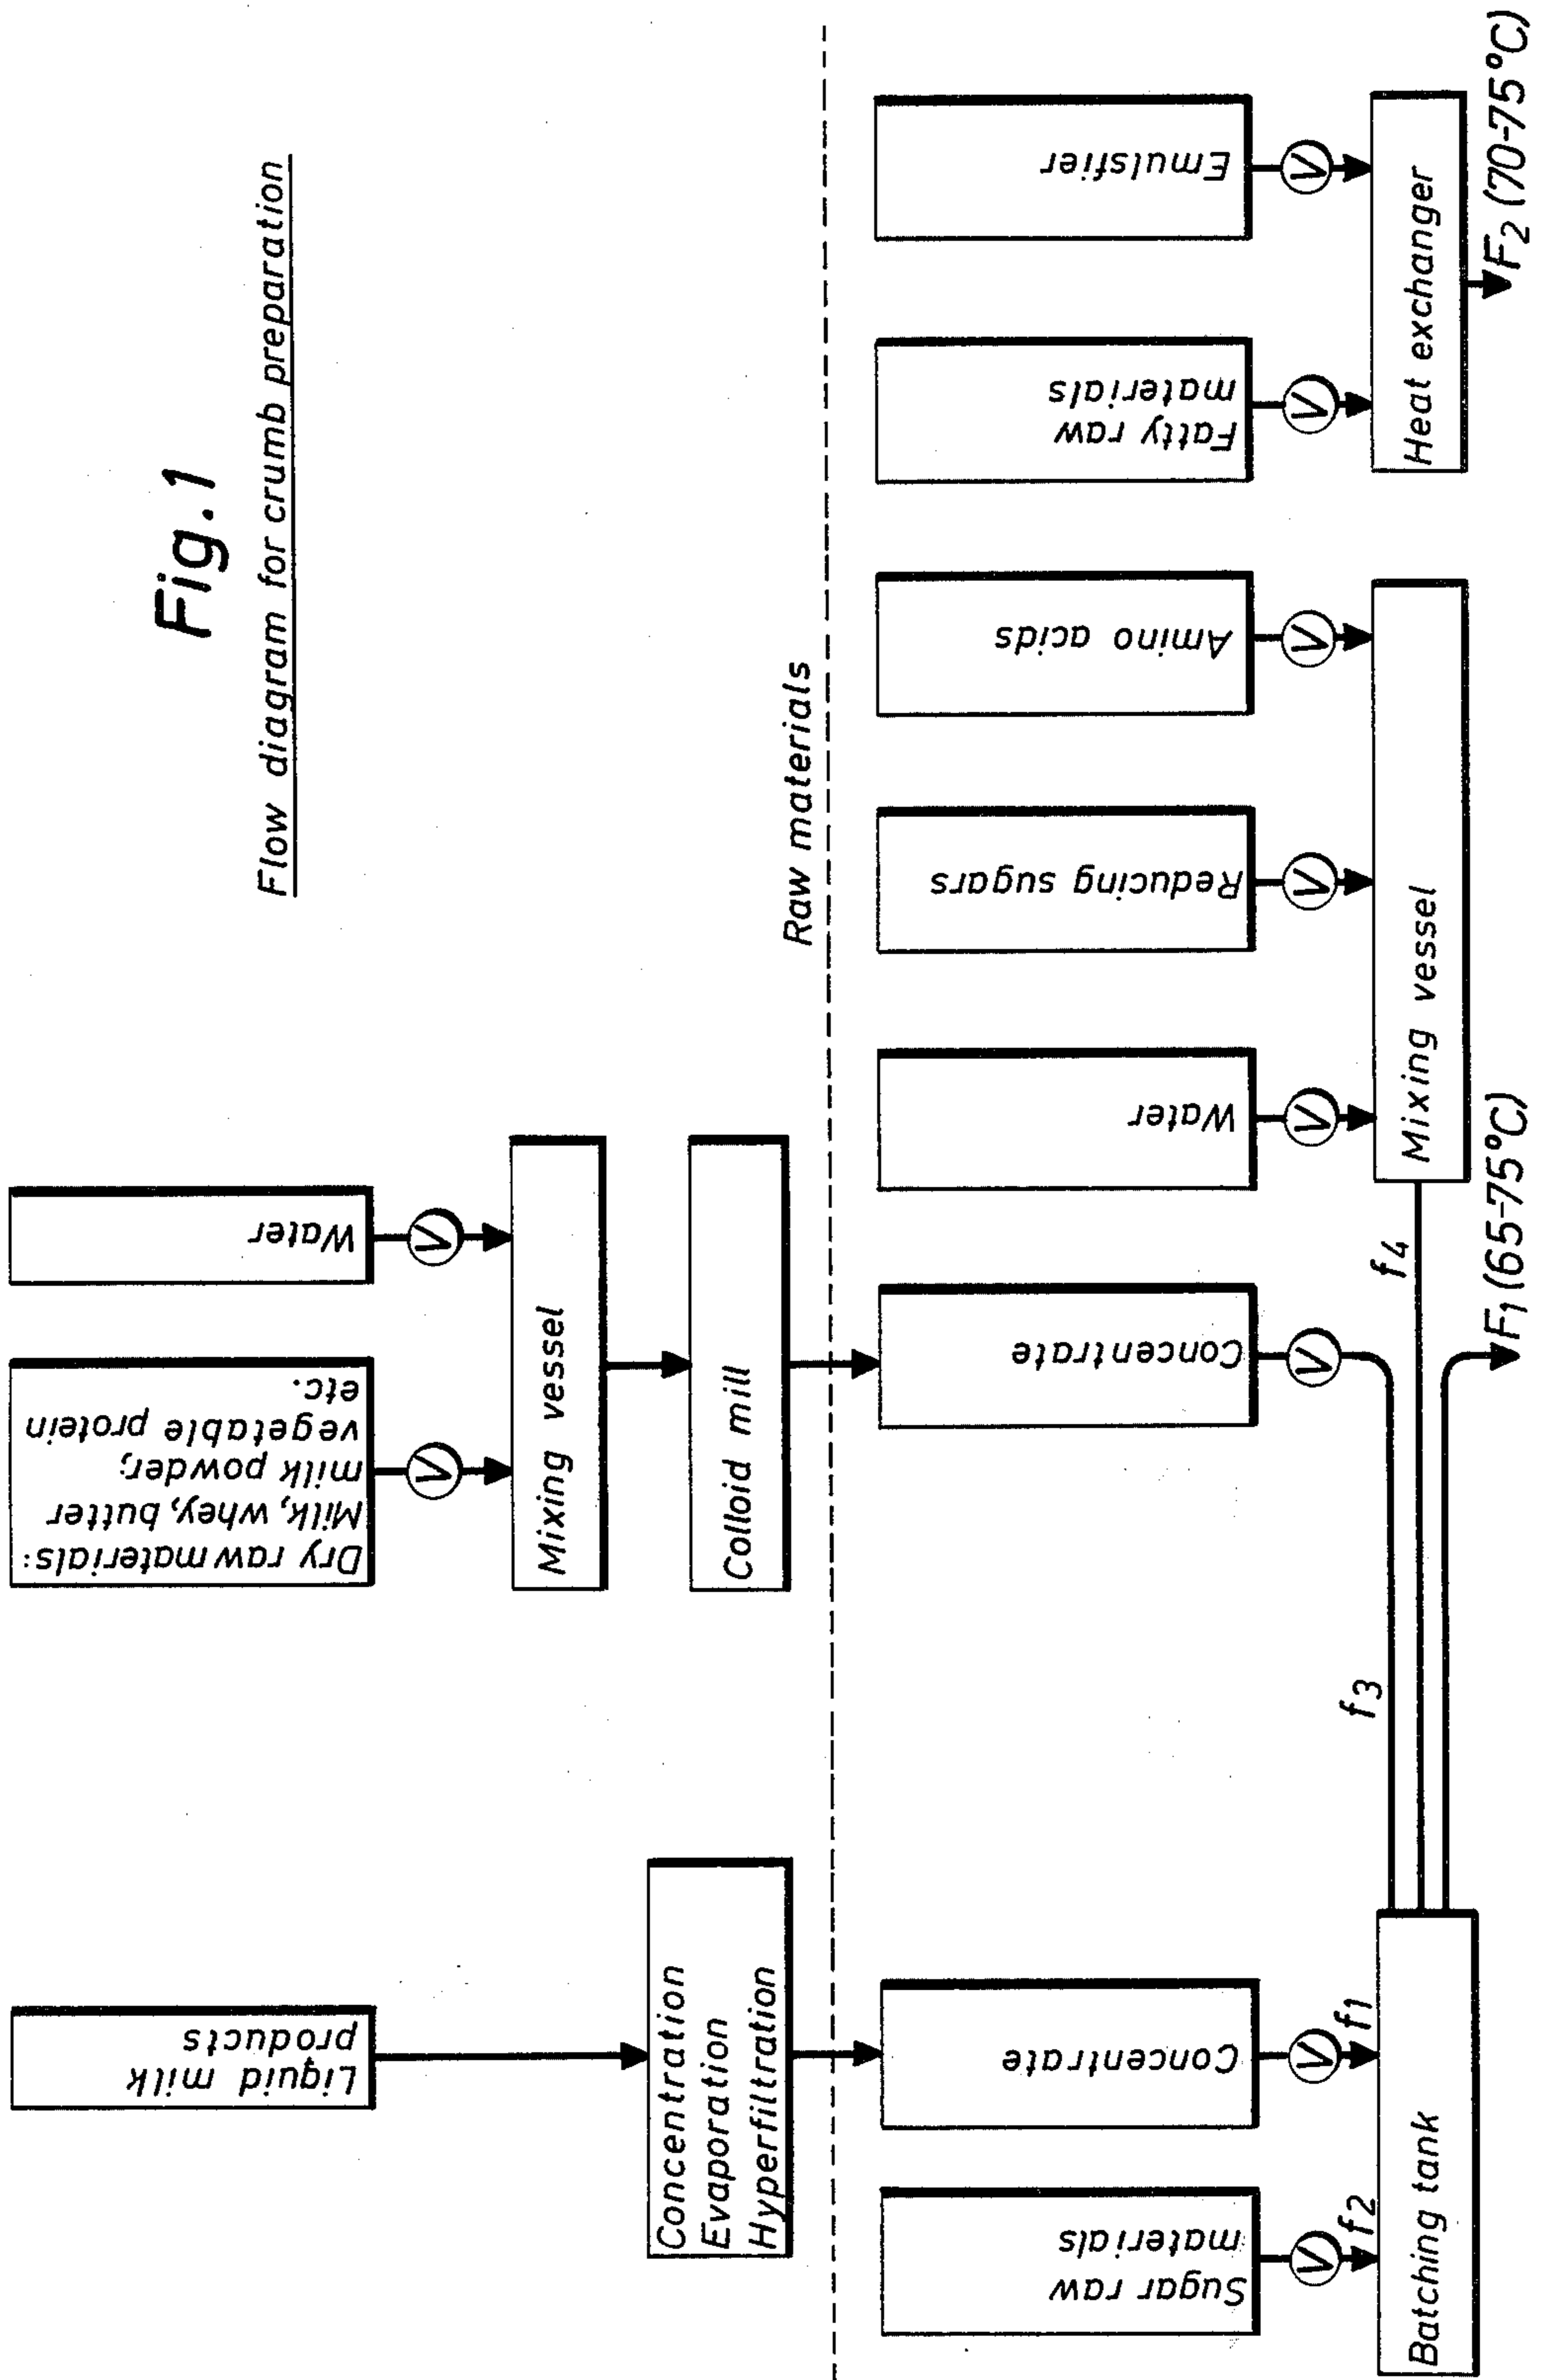 Fig.1
Flow diagram for crumb preparation
Liquid milk
products
Dry raw materials:
Milk, whey, butter
milk powder,
vegetable protein
etc.
Water
V
V
Mixing vessel
Concentration
Evaporation
Hyperfiltration
Colloid mill
Raw materials
Sugar raw
materials
Concentrate
Concentrate
Water
Reducing sugars
Amino acids
Fatty raw
materials
Emulsfier
V
V
V
V
V
V
V
V
f2
f1
f3
f4
Batching tank
Mixing vessel
Heat exchanger
F1 (65-75°C)
F2 (70-75°C)